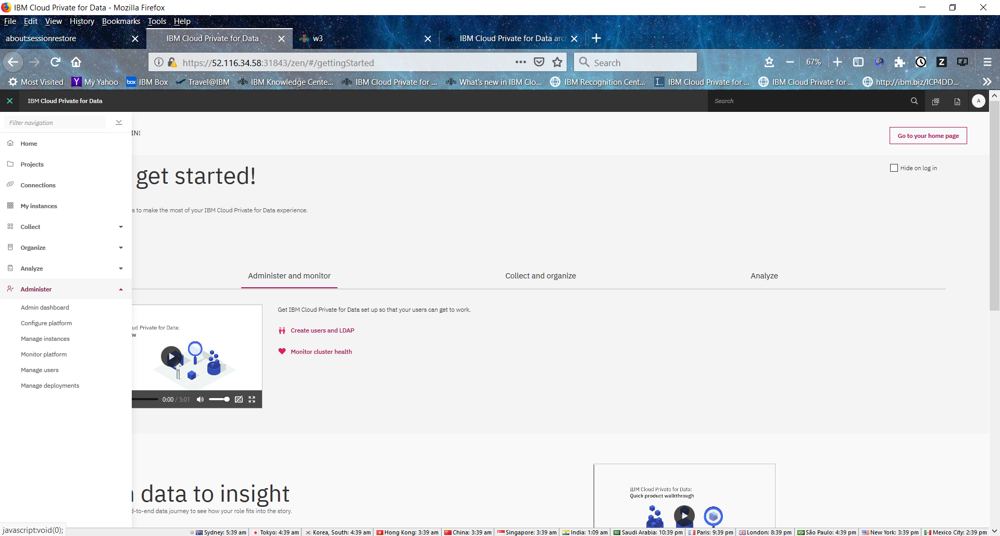 IBM Cloud Private for Data - Mozilla Firefox
File Edit View History Bookmarks Tools Help
about:sessionrestore
IBM Cloud Private for Data
w3
IBM Cloud Private for Data arc
https://52.116.34.58:31843/zen/#/gettingStarted
Search
67%
Most Visited
My Yahoo
IBM Box
Travel@IBM
IBM Knowledge Cente...
IBM Cloud Private for ...
What's new in IBM Clo...
IBM Recognition Cent...
IBM Cloud Private for ...
IBM Cloud Private for ...
http://ibm.biz/ICP4DD...
IBM Cloud Private for Data
Search
A
Filter navigation
IN!
Go to your home page
Home
Projects
Connections
My instances
Collect
Organize
Analyze
Administer
Admin dashboard
Configure platform
Manage instances
Monitor platform
Manage users
Manage deployments
get started!
Hide on log in
s to make the most of your IBM Cloud Private for Data experience.
Administer and monitor
Collect and organize
Analyze
ud Private for Data:
w
0:00 / 5:01
Get IBM Cloud Private for Data set up so that your users can get to work.
Create users and LDAP
Monitor cluster health
data to insight
d-to-end data journey to see how your role fits into the story.
IBM Cloud Private for Data:
Quick product walkthrough
javascript:void(0);
Sydney: 5:39 am
Tokyo: 4:39 am
Korea, South: 4:39 am
Hong Kong: 3:39 am
China: 3:39 am
Singapore: 3:39 am
India: 1:09 am
Saudi Arabia: 10:39 pm
Paris: 9:39 pm
London: 8:39 pm
São Paulo: 4:39 pm
New York: 3:39 pm
Mexico City: 2:39 pm